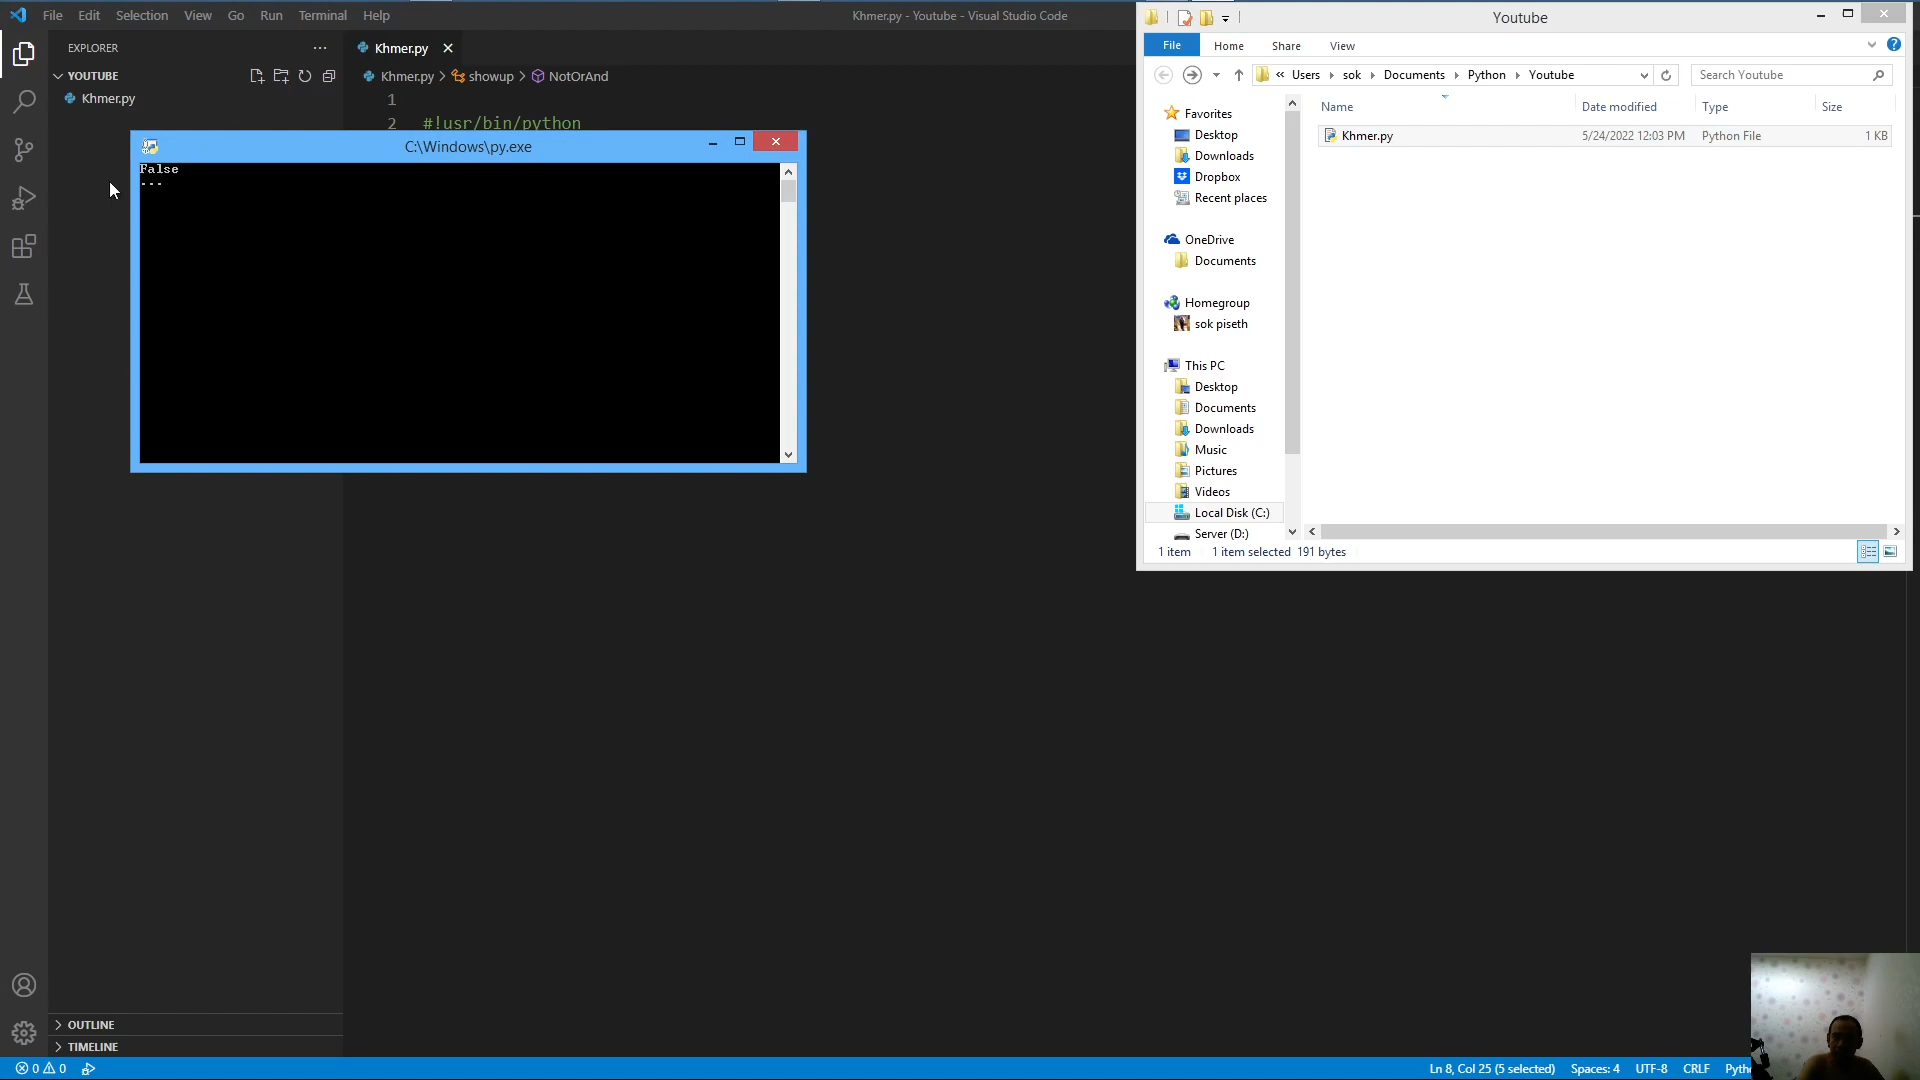 File Edit Selection View Go Run Terminal Help
Khmer.py - Youtube - Visual Studio Code
EXPLORER
YOUTUBE
Khmer.py
Khmer.py
Khmer.py > showup > NotOrAnd
1
2 #!usr/bin/python
C:\Windows\py.exe
False
---
OUTLINE
TIMELINE
0 0
Ln 8, Col 25 (5 selected) Spaces: 4 UTF-8 CRLF
Youtube
File Home Share View
« Users sok Documents Python Youtube
Search Youtube
Name Date modified Type Size
Khmer.py 5/24/2022 12:03 PM Python File 1 KB
Favorites
Desktop
Downloads
Dropbox
Recent places
OneDrive
Documents
Homegroup
sok piseth
This PC
Desktop
Documents
Downloads
Music
Pictures
Videos
Local Disk (C:)
Server (D:)
1 item 1 item selected 191 bytes